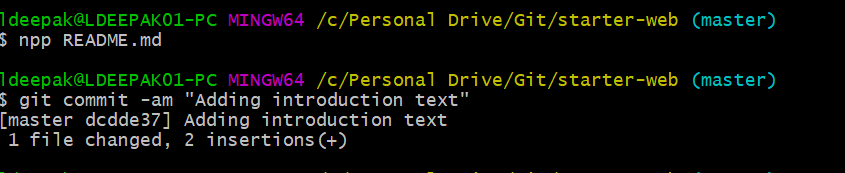 ldeepak@LDEEPAK01-PC MINGW64 /c/Personal Drive/Git/starter-web (master)
$ npp README.md
ldeepak@LDEEPAK01-PC MINGW64 /c/Personal Drive/Git/starter-web (master)
$ git commit -am "Adding introduction text"
[master dcdde37] Adding introduction text
 1 file changed, 2 insertions(+)